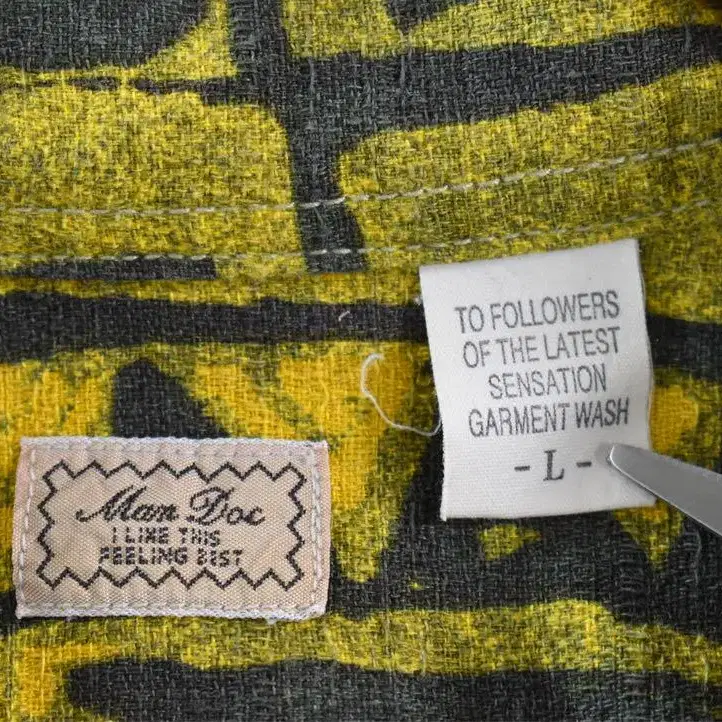 Man Doc
I LIKE THIS
FEELING BEST
TO FOLLOWERS
OF THE LATEST
SENSATION
GARMENT WASH
- L -